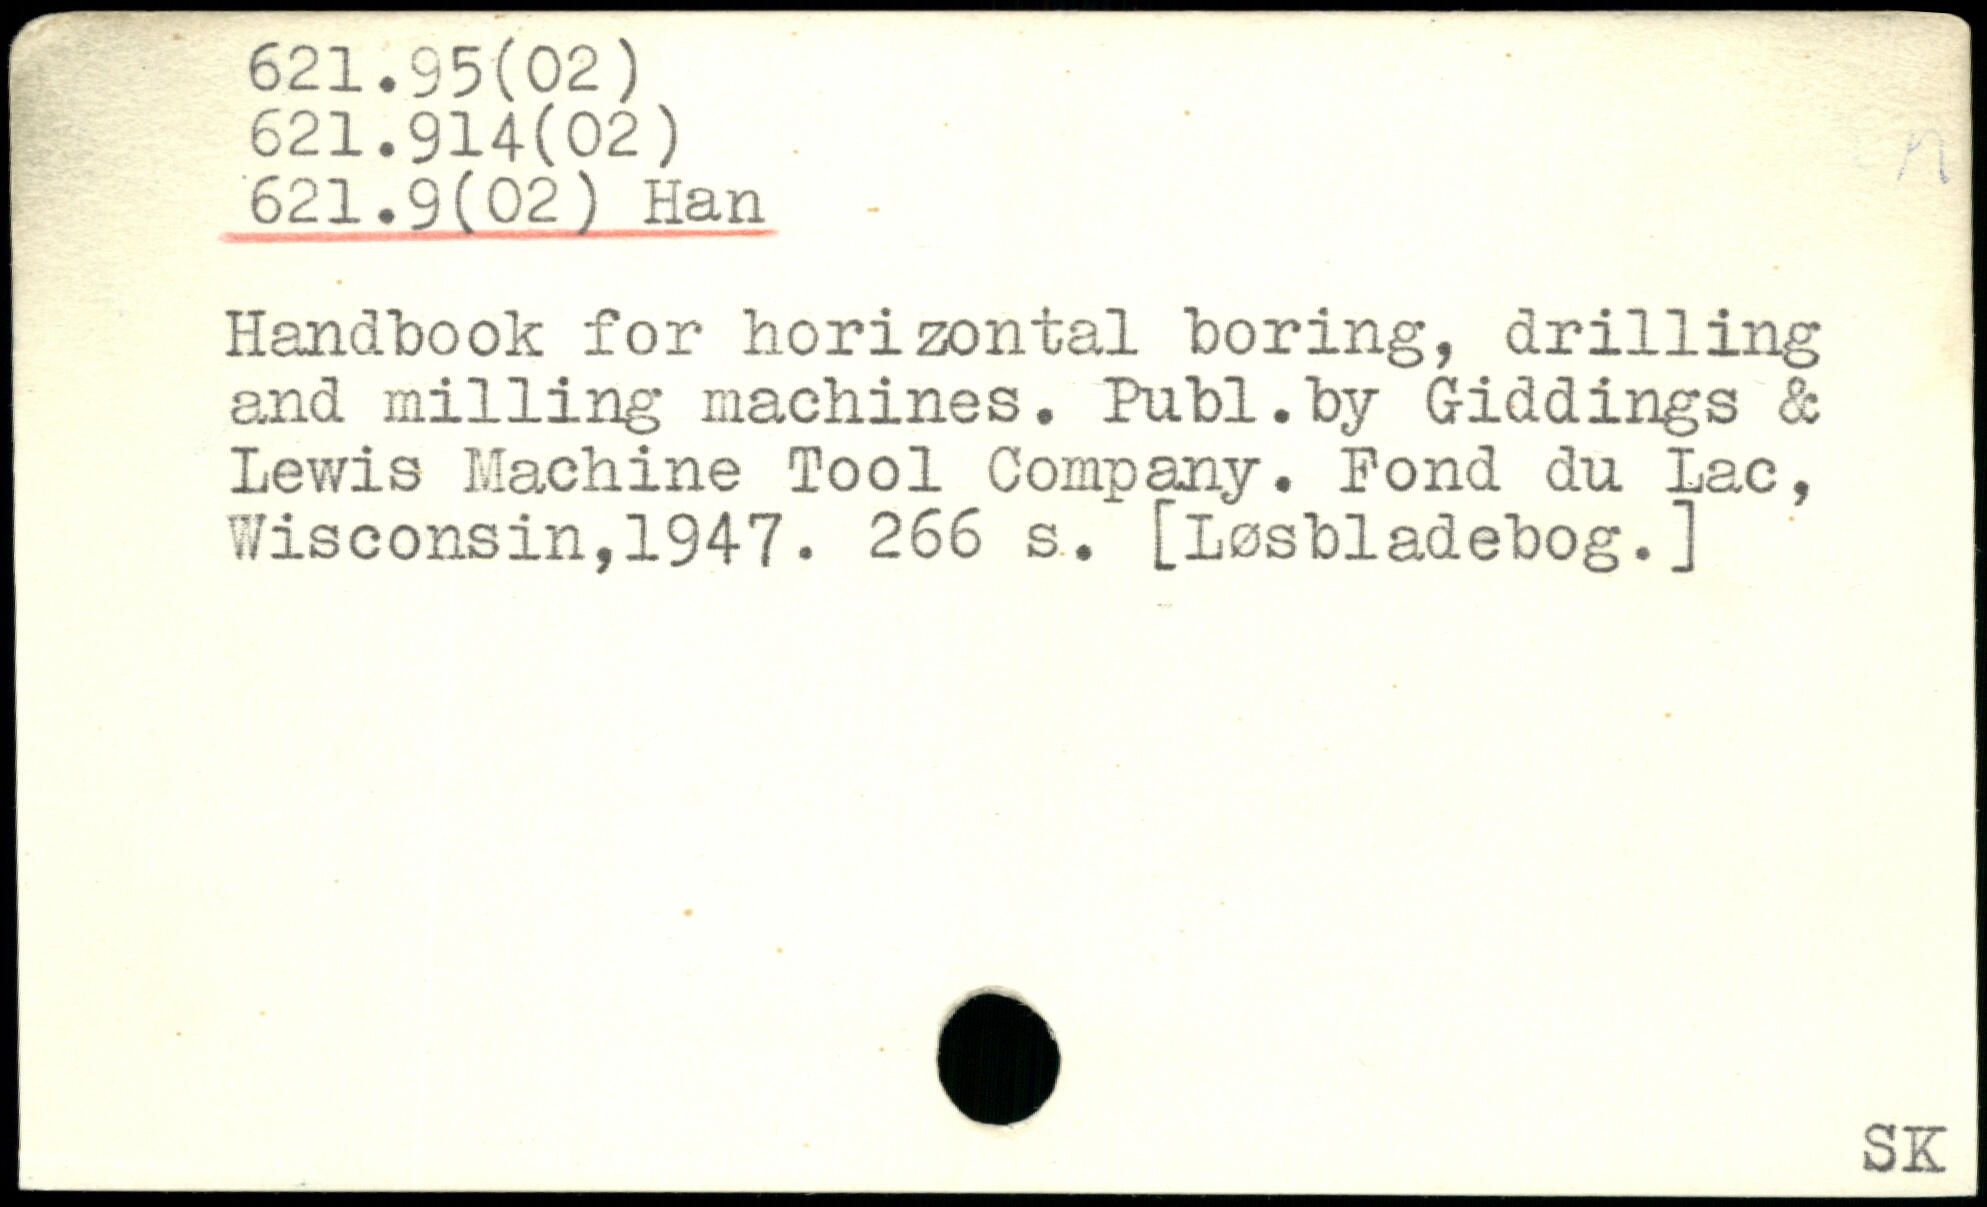 621.95(02)
621.914(02)
621.9(02) Han
n
Handbook for horizontal boring, drilling
and milling machines. Publ.by Giddings &
Lewis Machine Tool Company. Fond du Lac,
Wisconsin,1947. 266 s. [Løsbladebog.]
SK